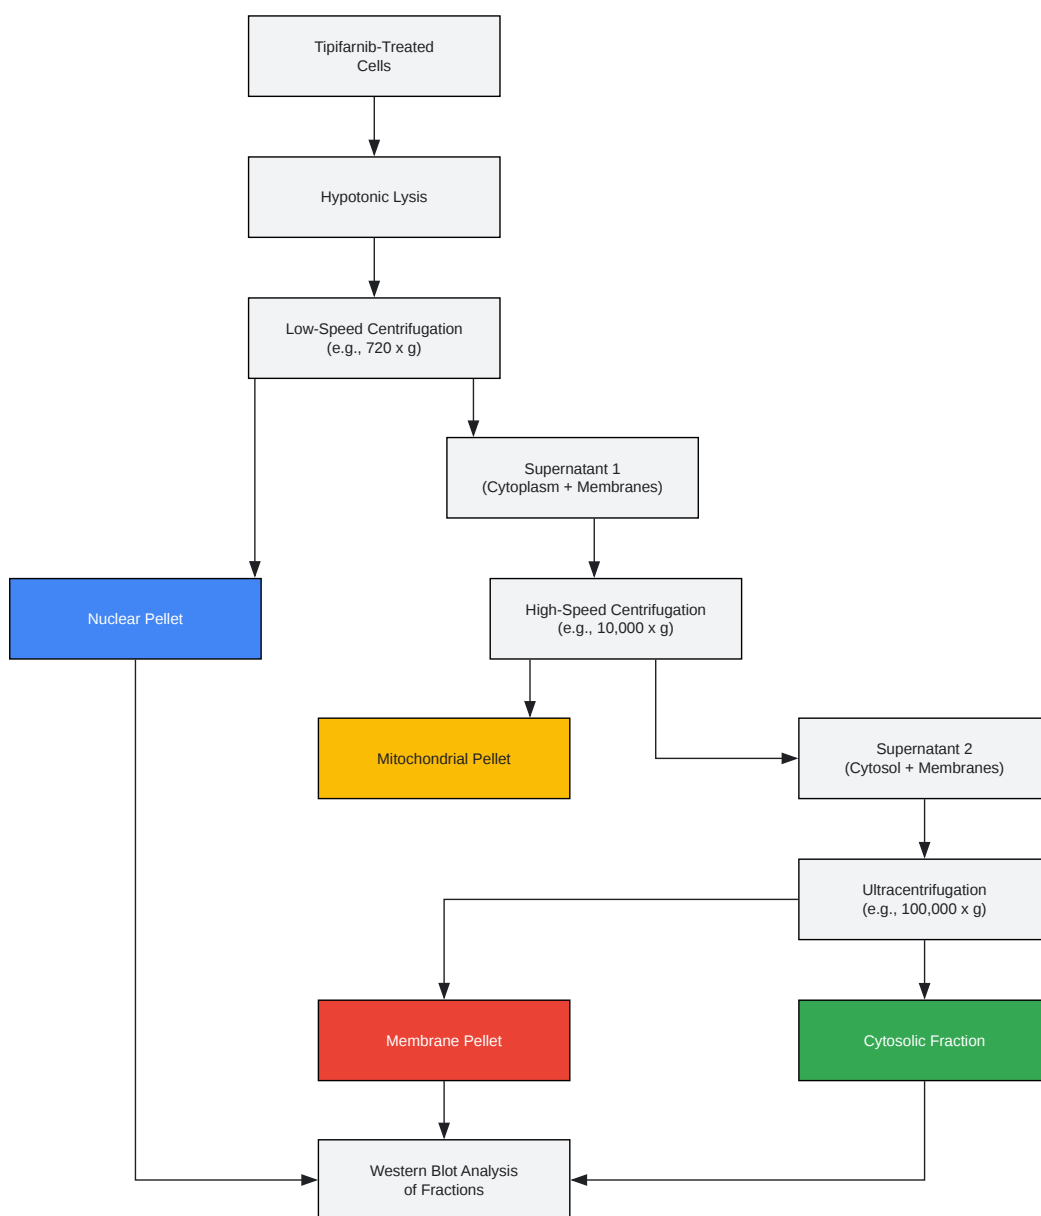 Tipifarnib-Treated
Cells
Hypotonic Lysis
Low-Speed Centrifugation
(e.g., 720 x g)
Supernatant 1
(Cytoplasm + Membranes)
Nuclear Pellet
High-Speed Centrifugation
(e.g., 10,000 x g)
Mitochondrial Pellet
Supernatant 2
(Cytosol + Membranes)
Ultracentrifugation
(e.g., 100,000 x g)
Membrane Pellet
Cytosolic Fraction
Western Blot Analysis
of Fractions